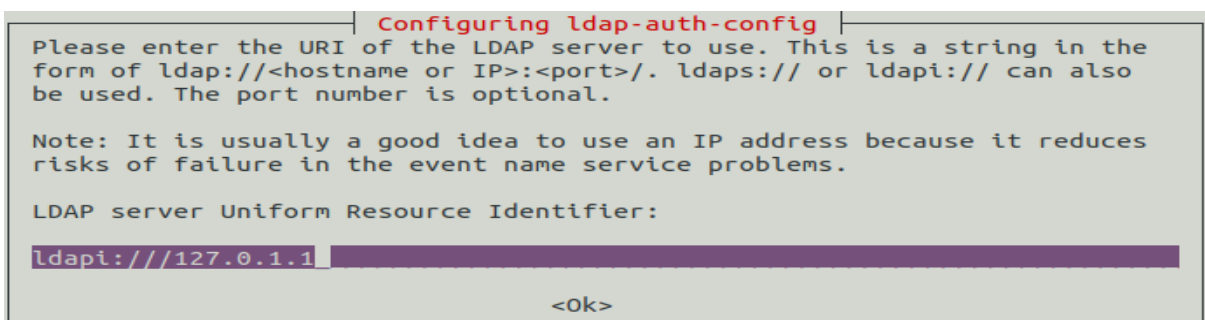 Configuring ldap-auth-config
Please enter the URI of the LDAP server to use. This is a string in the
form of ldap://<hostname or IP>:<port>/. ldaps:// or ldapi:// can also
be used. The port number is optional.
Note: It is usually a good idea to use an IP address because it reduces
risks of failure in the event name service problems.
LDAP server Uniform Resource Identifier:
ldapi:///127.0.1.1
<Ok>